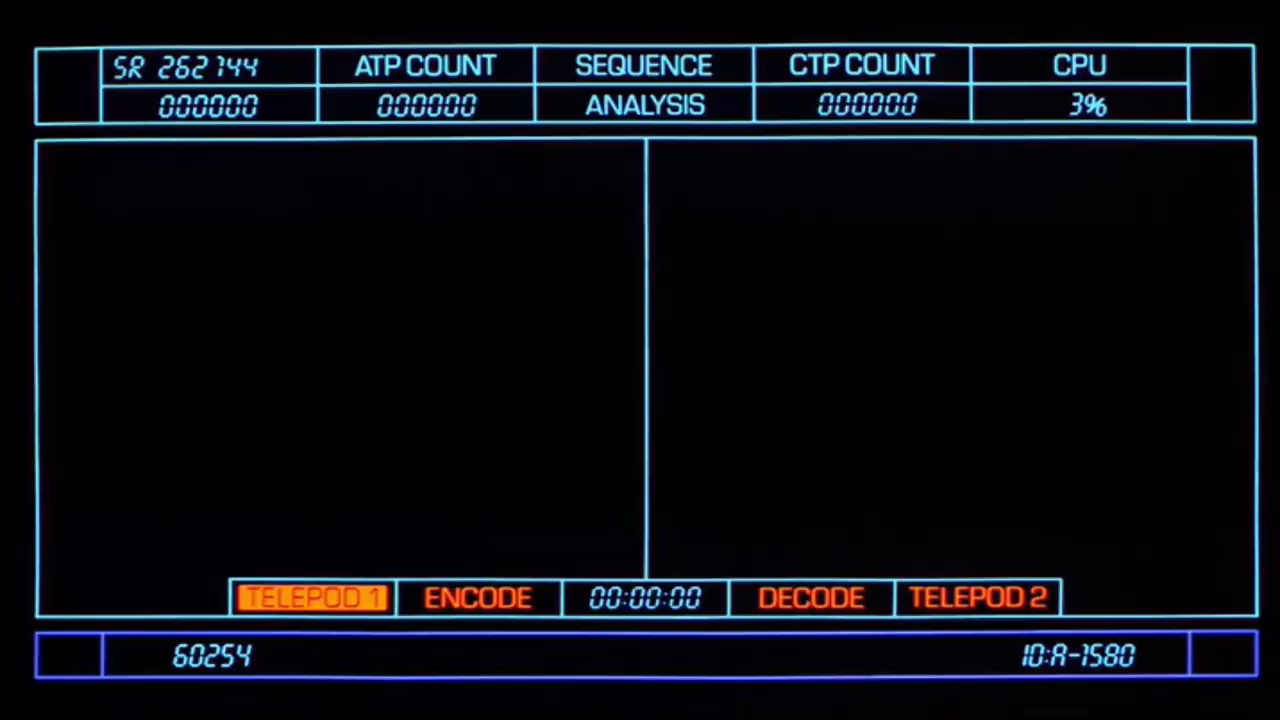 SR 262144 ATP COUNT SEQUENCE CTP COUNT CPU
000000 000000 ANALYSIS 000000 3%
TELEPOD 1 ENCODE 00:00:00 DECODE TELEPOD 2
60254 10:A-1580